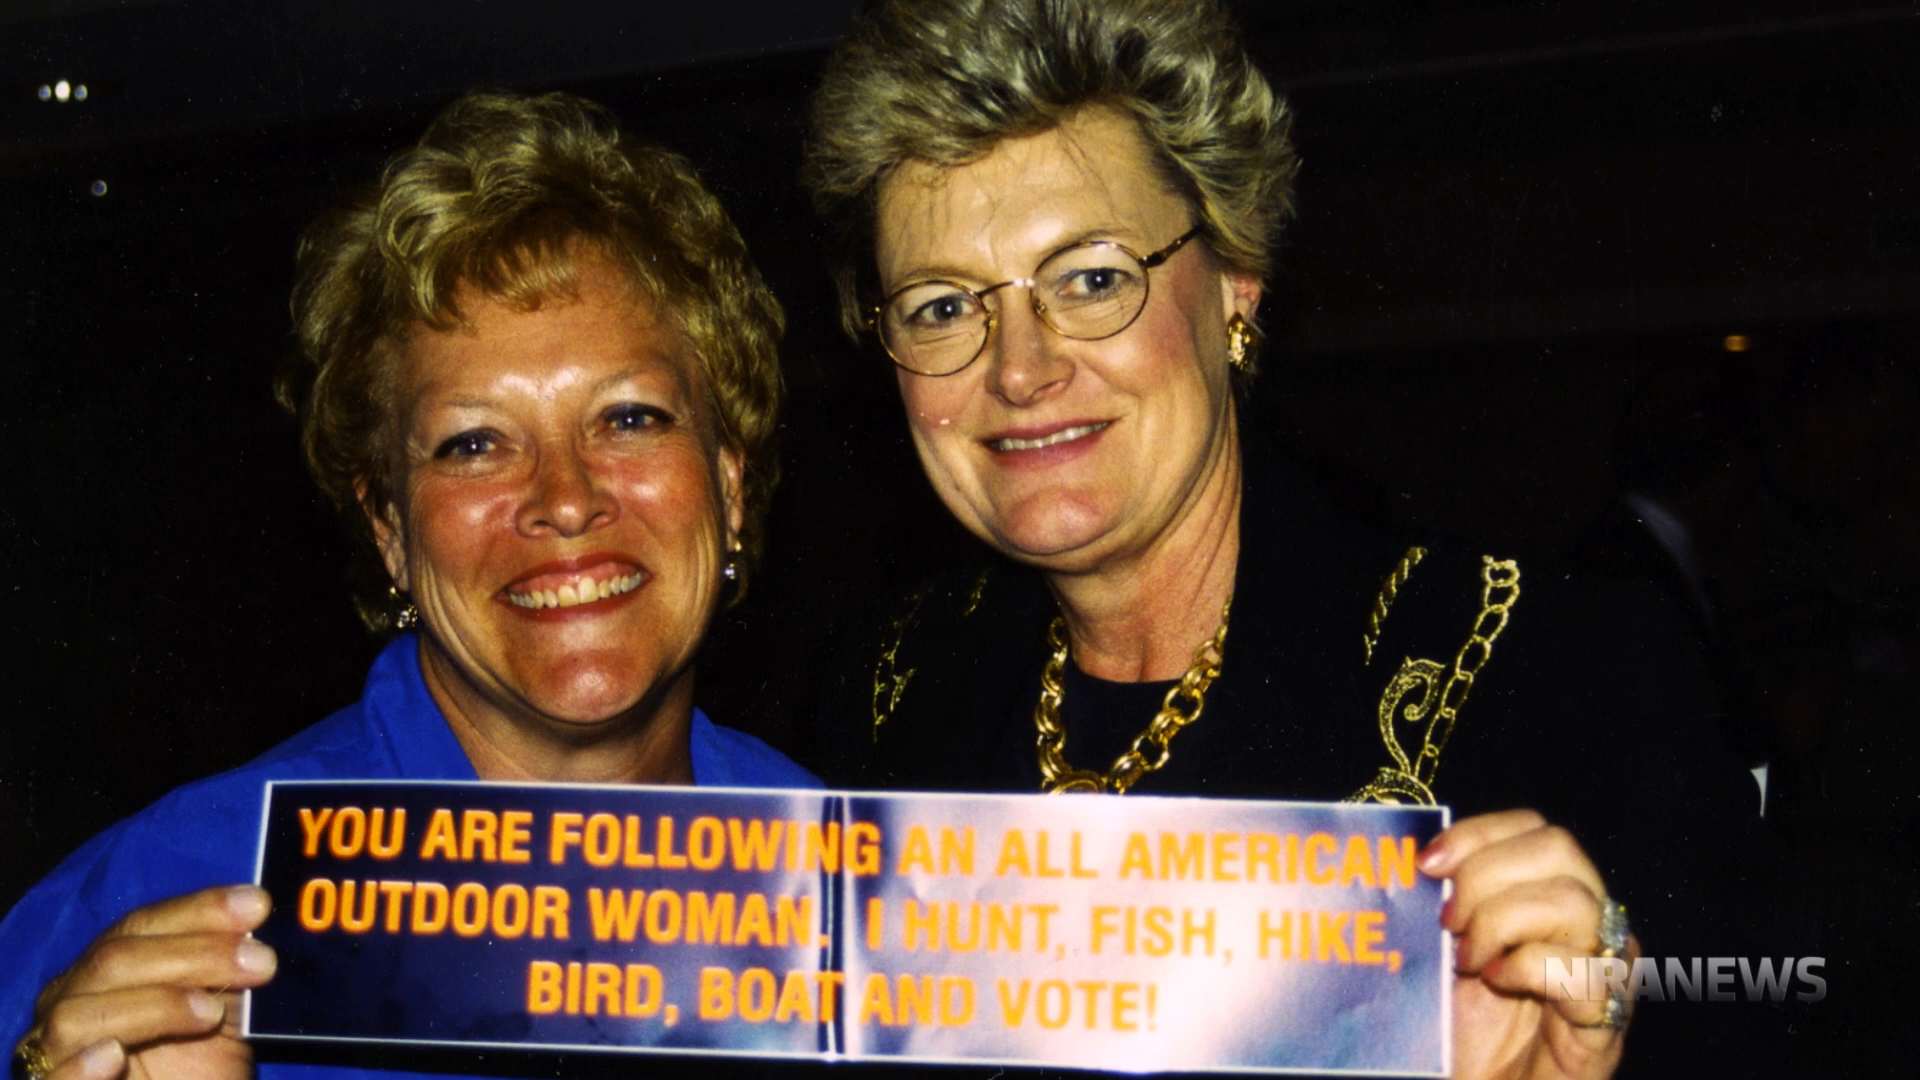 YOU ARE FOLLOWING AN ALL AMERICAN
OUTDOOR WOMAN. I HUNT, FISH, HIKE,
BIRD, BOAT AND VOTE!
NRANEWS